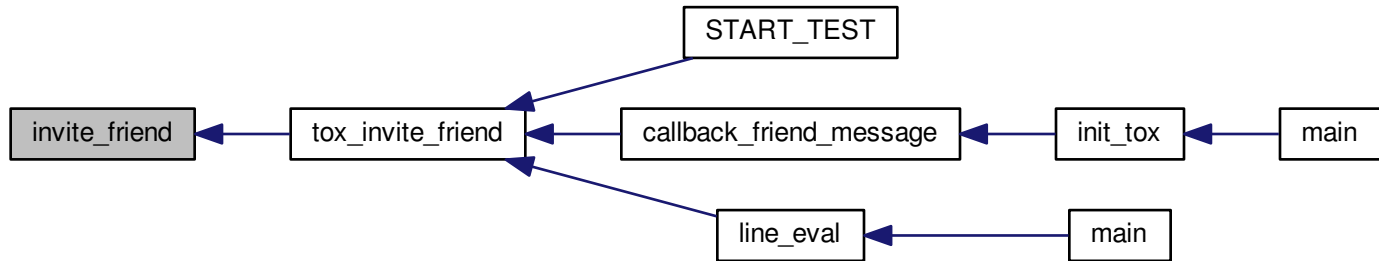 START_TEST
invite_friend
tox_invite_friend
callback_friend_message
init_tox
main
line_eval
main